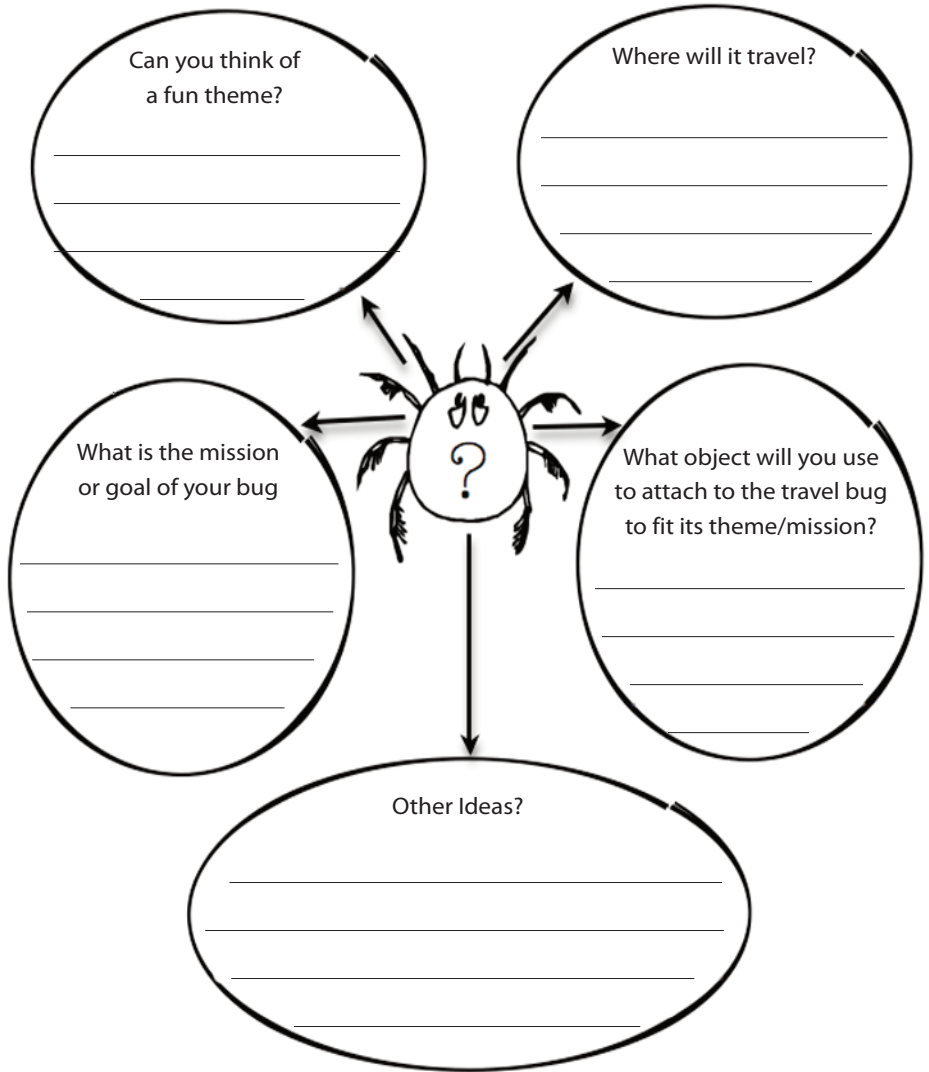 Can you think of
a fun theme?
Where will it travel?
What is the mission
or goal of your bug
?
What object will you use
to attach to the travel bug
to fit its theme/mission?
Other Ideas?